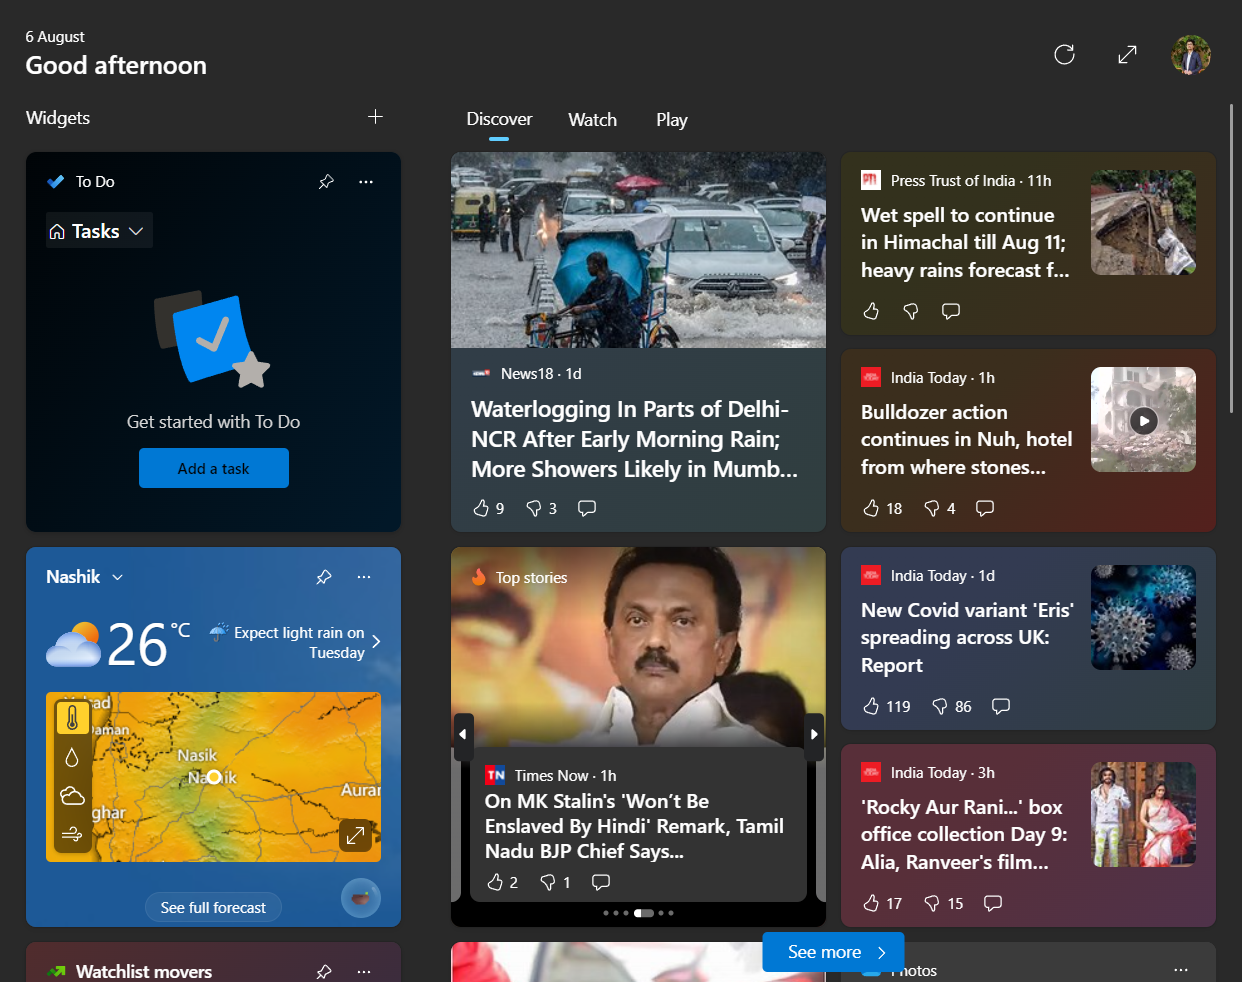 6 August
Good afternoon
Widgets
Discover
Watch
Play
To Do
Tasks
Get started with To Do
Add a task
Nashik
26 °C
Expect light rain on
Tuesday
Daman
Nasik
Nashik
Auran
ghar
See full forecast
Watchlist movers
News18 · 1d
Waterlogging In Parts of Delhi-
NCR After Early Morning Rain;
More Showers Likely in Mumb...
9 3
Top stories
TN Times Now · 1h
On MK Stalin's 'Won’t Be
Enslaved By Hindi' Remark, Tamil
Nadu BJP Chief Says...
2 1
Press Trust of India · 11h
Wet spell to continue
in Himachal till Aug 11;
heavy rains forecast f...
India Today · 1h
Bulldozer action
continues in Nuh, hotel
from where stones...
18 4
India Today · 1d
New Covid variant 'Eris'
spreading across UK:
Report
119 86
India Today · 3h
'Rocky Aur Rani...' box
office collection Day 9:
Alia, Ranveer's film...
17 15
See more
Photos